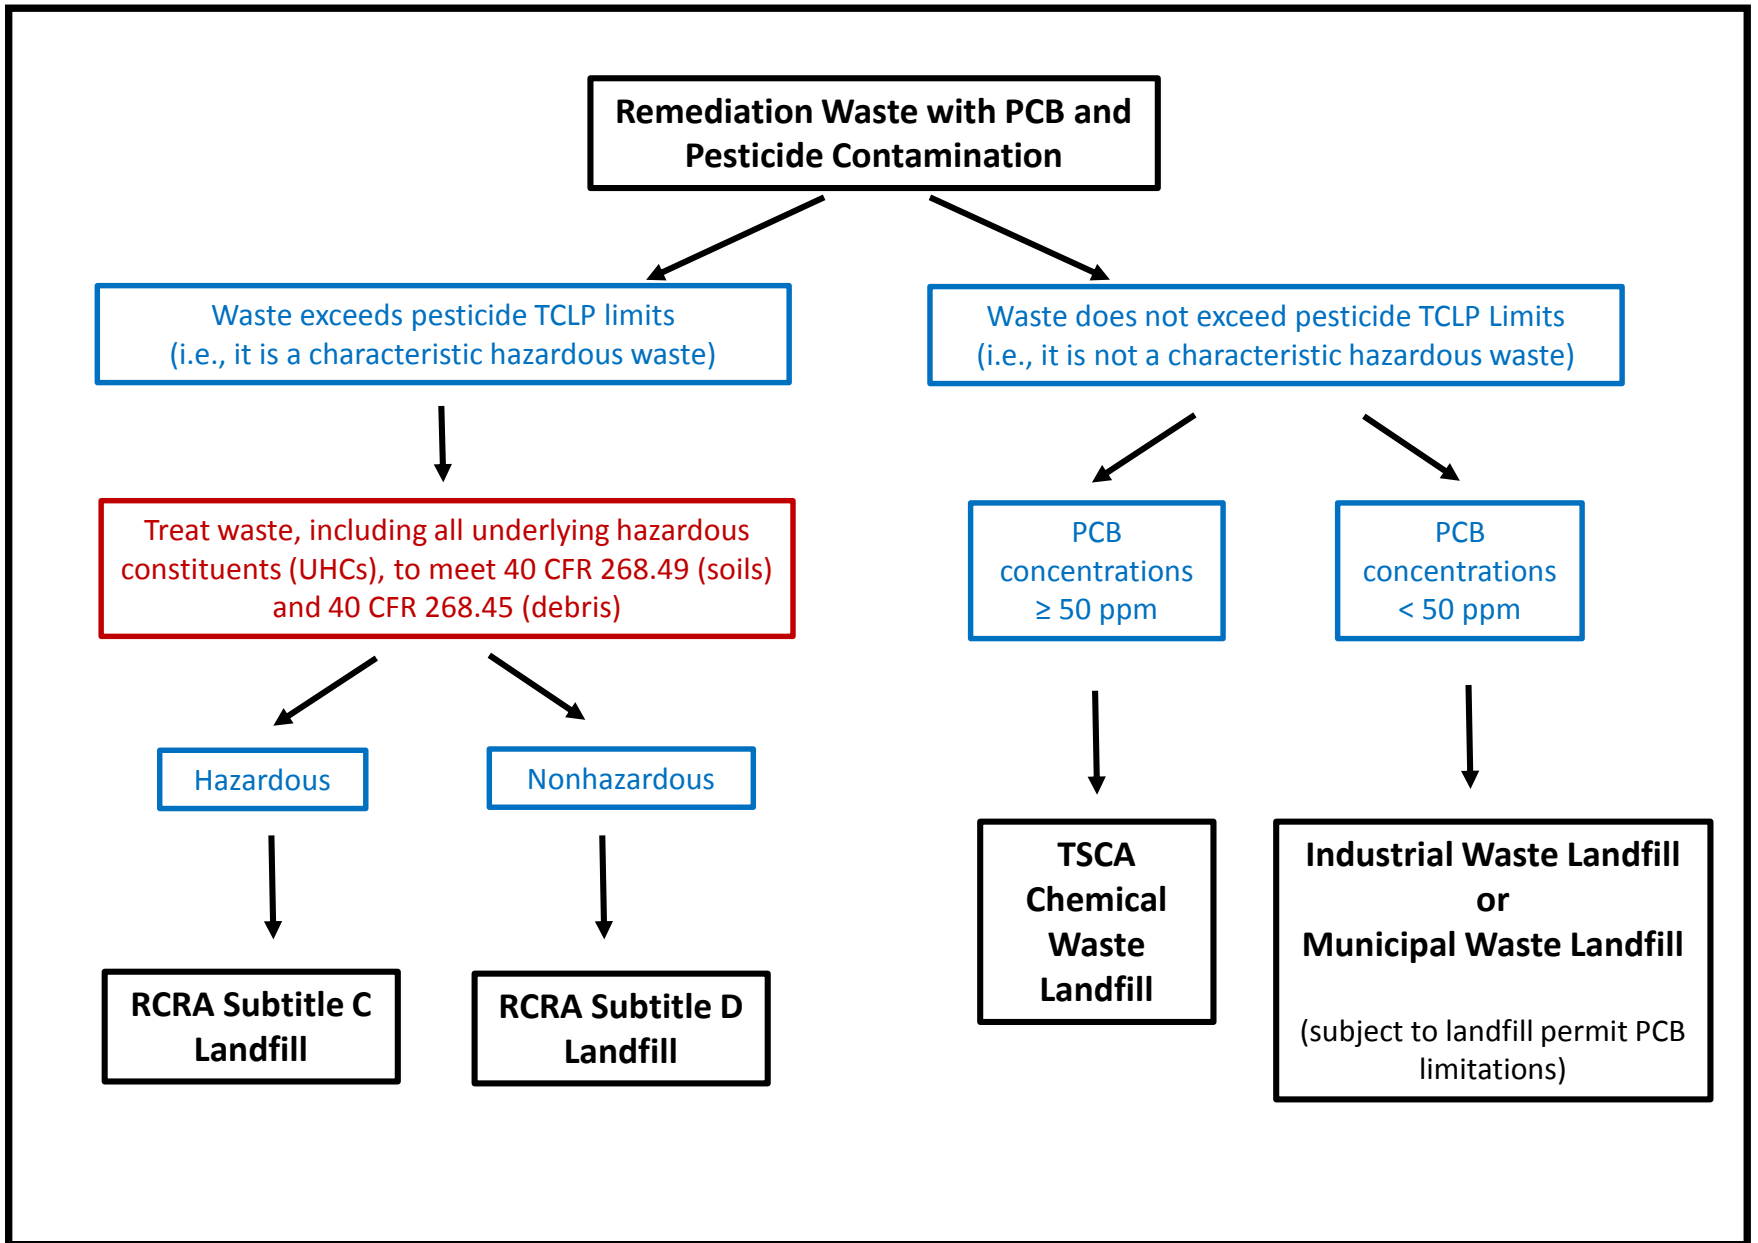 Remediation Waste with PCB and
Pesticide Contamination
Waste exceeds pesticide TCLP limits
(i.e., it is a characteristic hazardous waste)
Waste does not exceed pesticide TCLP Limits
(i.e., it is not a characteristic hazardous waste)
Treat waste, including all underlying hazardous
constituents (UHCs), to meet 40 CFR 268.49 (soils)
and 40 CFR 268.45 (debris)
PCB
concentrations
≥ 50 ppm
PCB
concentrations
< 50 ppm
Hazardous
Nonhazardous
RCRA Subtitle C
Landfill
RCRA Subtitle D
Landfill
TSCA
Chemical
Waste
Landfill
Industrial Waste Landfill
or
Municipal Waste Landfill
(subject to landfill permit PCB
limitations)